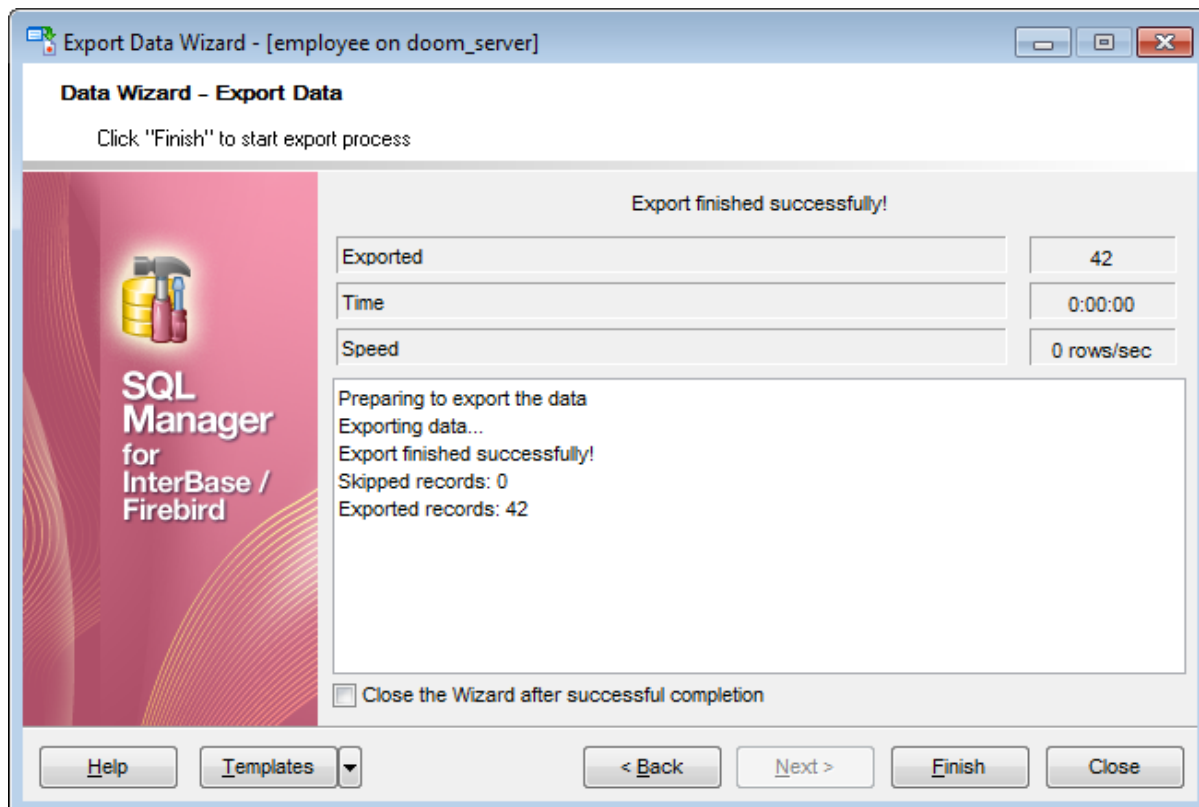 Export Data Wizard - [employee on doom_server]
Data Wizard - Export Data
Click "Finish" to start export process
Export finished successfully!
Exported 42
Time 0:00:00
Speed 0 rows/sec
SQL
Manager
for
InterBase /
Firebird
Preparing to export the data
Exporting data...
Export finished successfully!
Skipped records: 0
Exported records: 42
Close the Wizard after successful completion
Help Templates < Back Next > Finish Close